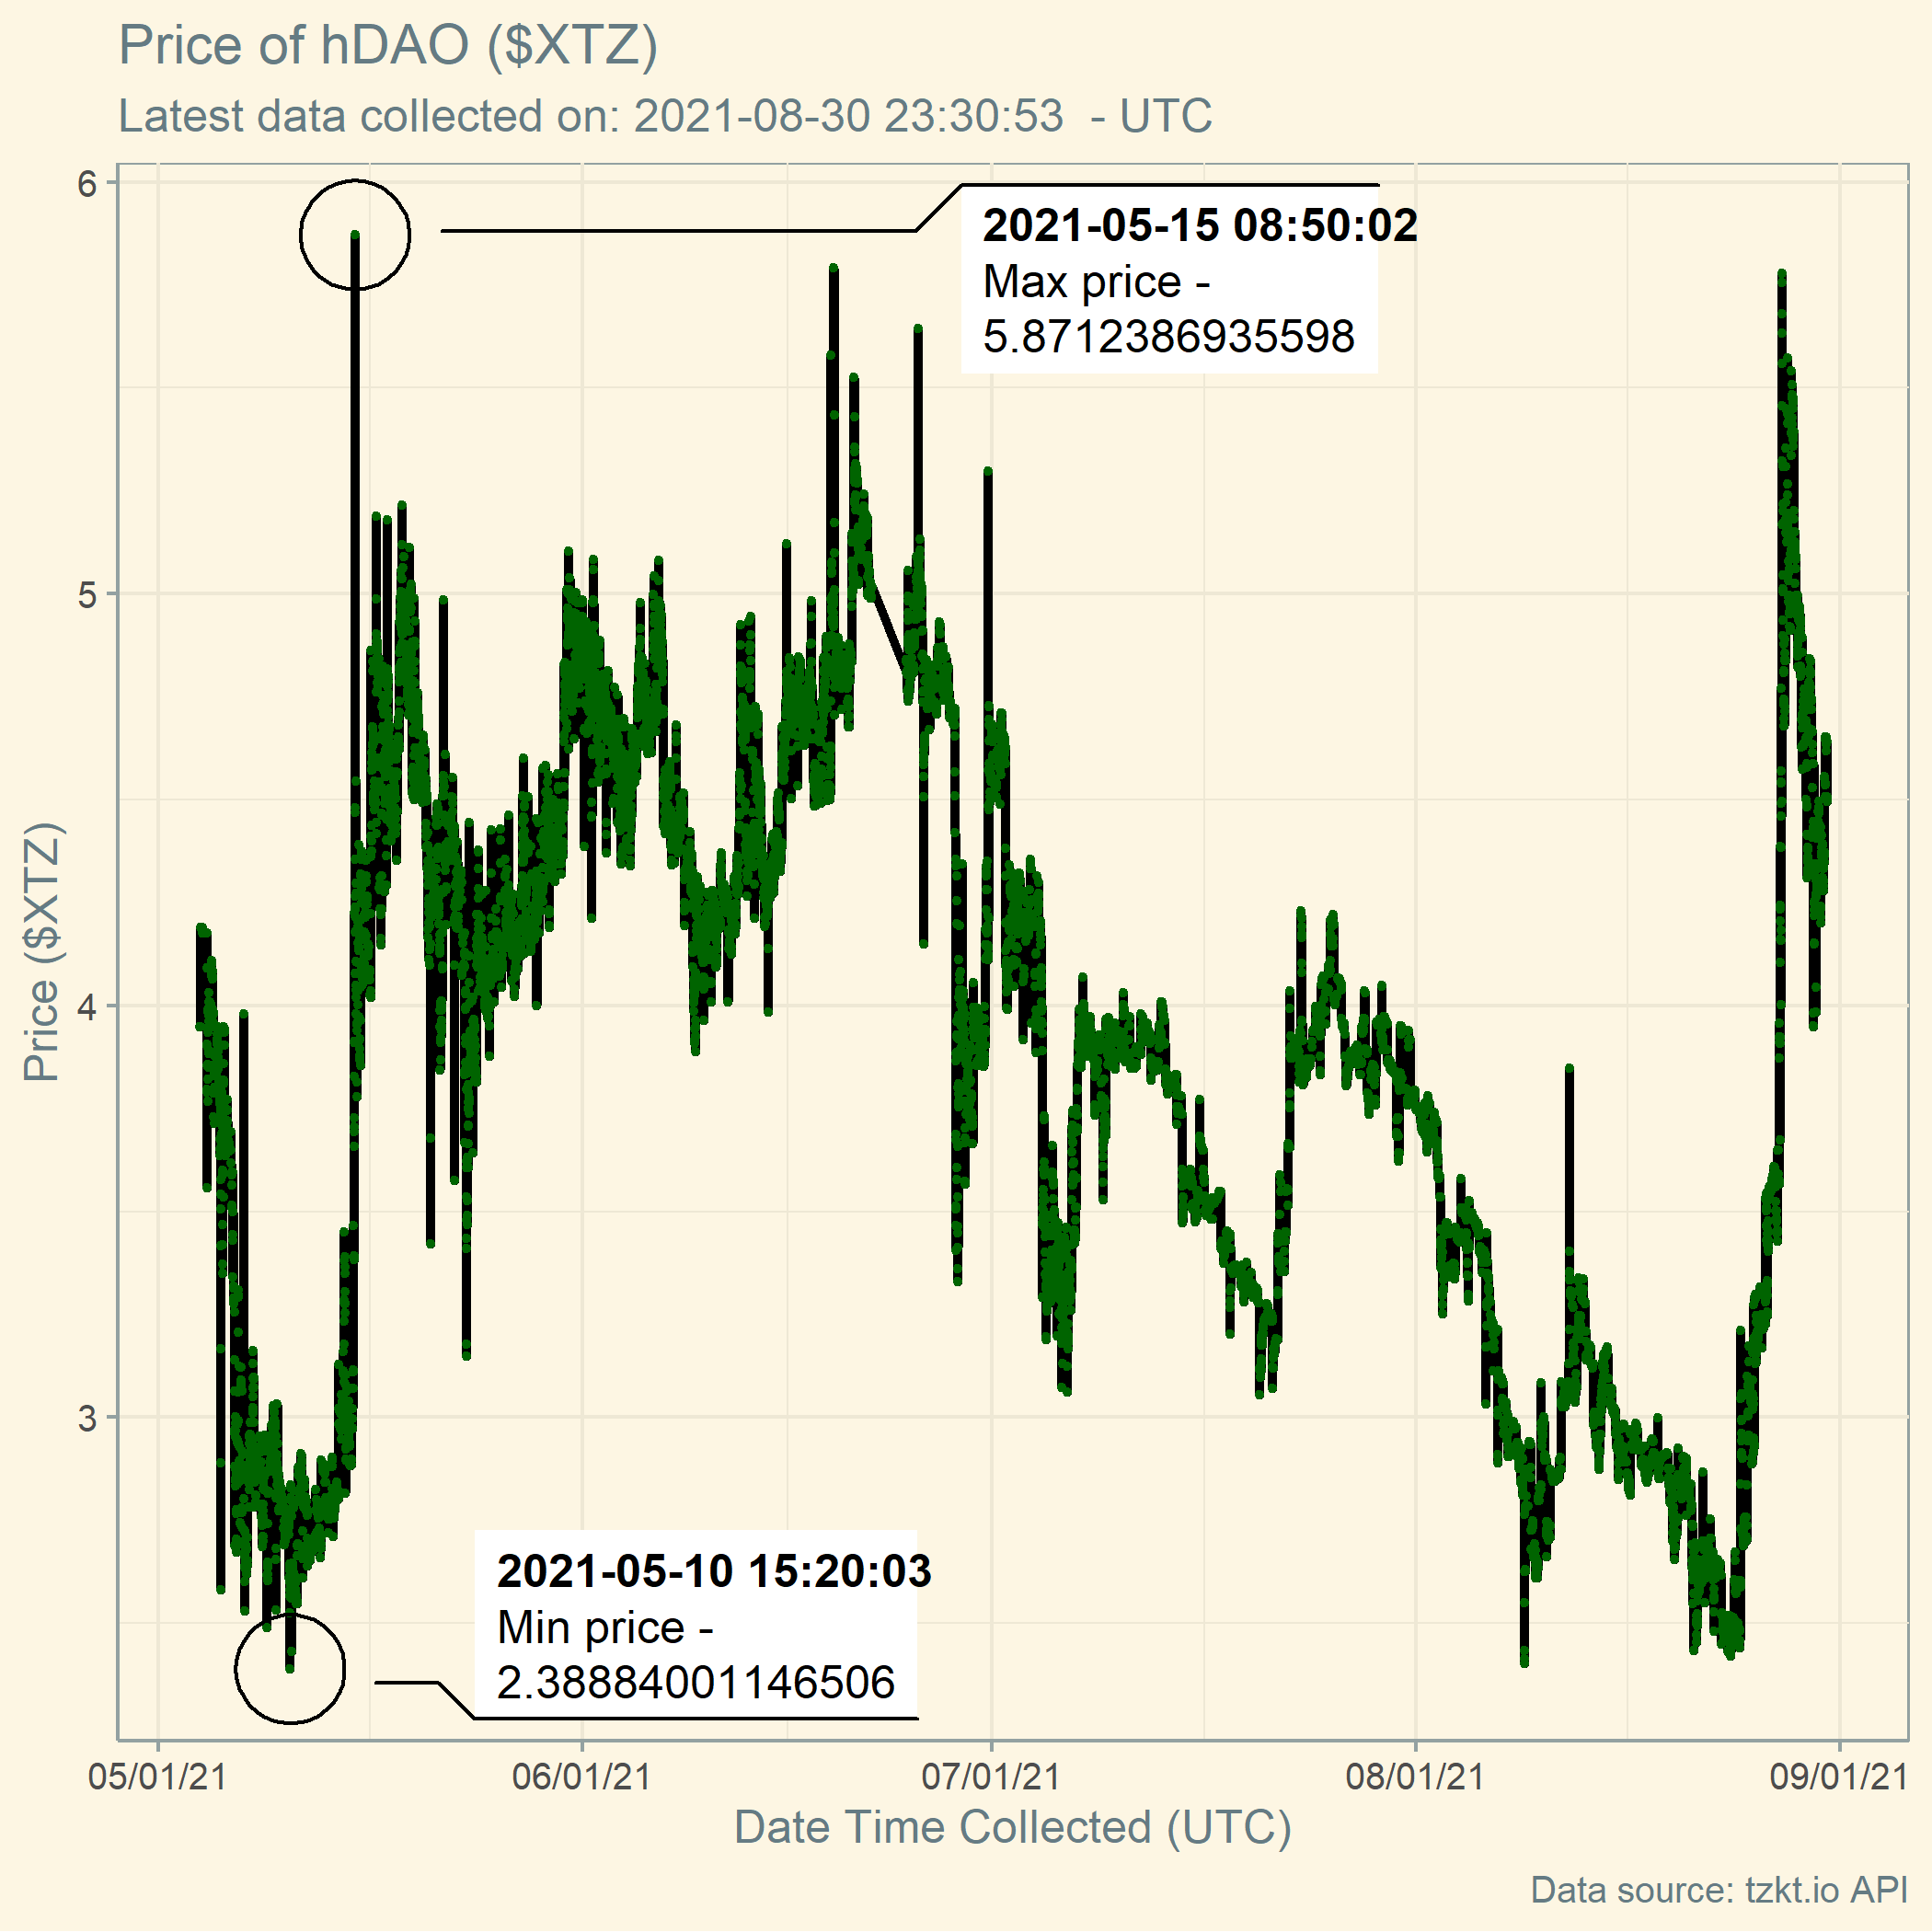 Price of hDAO ($XTZ)
Latest data collected on: 2021-08-30 23:30:53  - UTC
6
5
4
3
Price ($XTZ)
2021-05-15 08:50:02
Max price -
5.8712386935598
2021-05-10 15:20:03
Min price -
2.38884001146506
05/01/21
06/01/21
07/01/21
08/01/21
09/01/21
Date Time Collected (UTC)
Data source: tzkt.io API